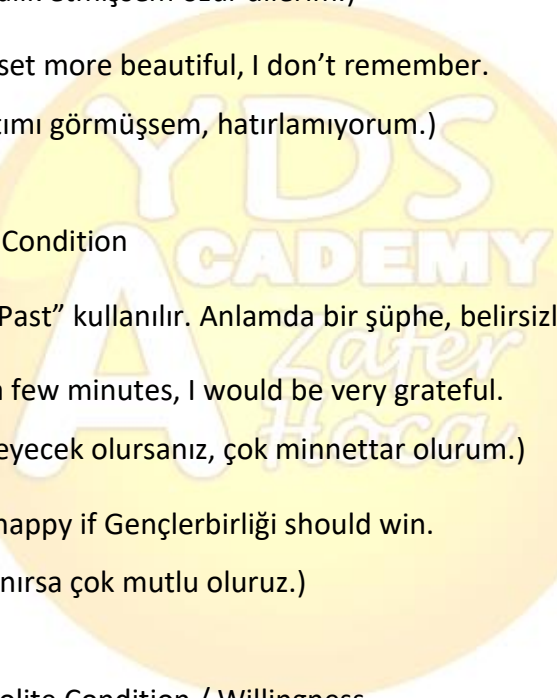 set more beautiful, I don't remember.
tımı görmüşsem, hatırlamıyorum.)
Condition
Past” kullanılır. Anlamda bir şüphe, belirsizl
few minutes, I would be very grateful.
eyecek olursanız, çok minnettar olurum.)
happy if Gençlerbirliği should win.
nırsa çok mutlu oluruz.)
olite Condition / Willingness
YDS
ACADEMY
Zafer
Hoca